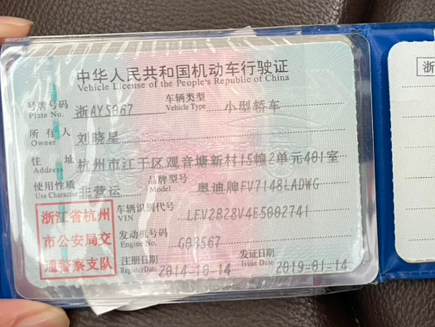 中华人民共和国机动车行驶证
Vehicle License of the People's Republic of China
号牌号码 浙AY5867 车辆类型 小型轿车
Plate No. Vehicle Type
所有人 刘晓星
Owner
住址 杭州市江干区观音塘新村15幢2单元401室
Address
使用性质 非营运 品牌型号 奥迪牌FV7148LADWG
Use Character Model
浙江省杭州
市公安局交
通警察支队
车辆识别代号 LFV2B28V4E5002741
VIN
发动机号码 G03567
Engine No.
注册日期 2014-10-14 发证日期 2019-01-14
Register Date Issue Date
浙